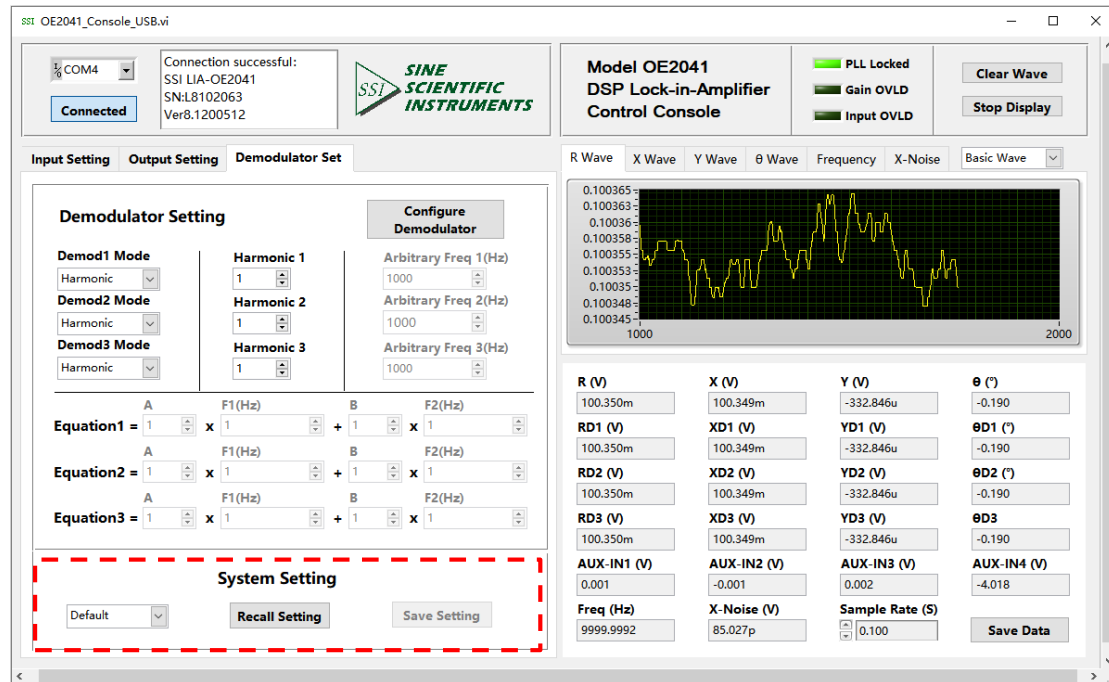 SSI OE2041_Console_USB.vi
I/O COM4
Connected
Connection successful:
SSI LIA-OE2041
SN:L8102063
Ver8.1200512
SSI
SINE
SCIENTIFIC
INSTRUMENTS
Model OE2041
DSP Lock-in-Amplifier
Control Console
PLL Locked
Gain OVLD
Input OVLD
Clear Wave
Stop Display
Input Setting Output Setting Demodulator Set
Demodulator Setting
Configure
Demodulator
Demod1 Mode Harmonic 1 Arbitrary Freq 1(Hz)
Harmonic 1 1000
Demod2 Mode Harmonic 2 Arbitrary Freq 2(Hz)
Harmonic 1 1000
Demod3 Mode Harmonic 3 Arbitrary Freq 3(Hz)
Harmonic 1 1000
A F1(Hz) B F2(Hz)
Equation1 = 1 x 1 + 1 x 1
A F1(Hz) B F2(Hz)
Equation2 = 1 x 1 + 1 x 1
A F1(Hz) B F2(Hz)
Equation3 = 1 x 1 + 1 x 1
System Setting
Default Recall Setting Save Setting
R Wave X Wave Y Wave θ Wave Frequency X-Noise Basic Wave
0.100365
0.100363
0.10036
0.100358
0.100355
0.100353
0.10035
0.100348
0.100345
1000 2000
R (V) X (V) Y (V) θ (°)
100.350m 100.349m -332.846u -0.190
RD1 (V) XD1 (V) YD1 (V) θD1 (°)
100.350m 100.349m -332.846u -0.190
RD2 (V) XD2 (V) YD2 (V) θD2 (°)
100.350m 100.349m -332.846u -0.190
RD3 (V) XD3 (V) YD3 (V) θD3
100.350m 100.349m -332.846u -0.190
AUX-IN1 (V) AUX-IN2 (V) AUX-IN3 (V) AUX-IN4 (V)
0.001 -0.001 0.002 -4.018
Freq (Hz) X-Noise (V) Sample Rate (S)
9999.9992 85.027p 0.100 Save Data